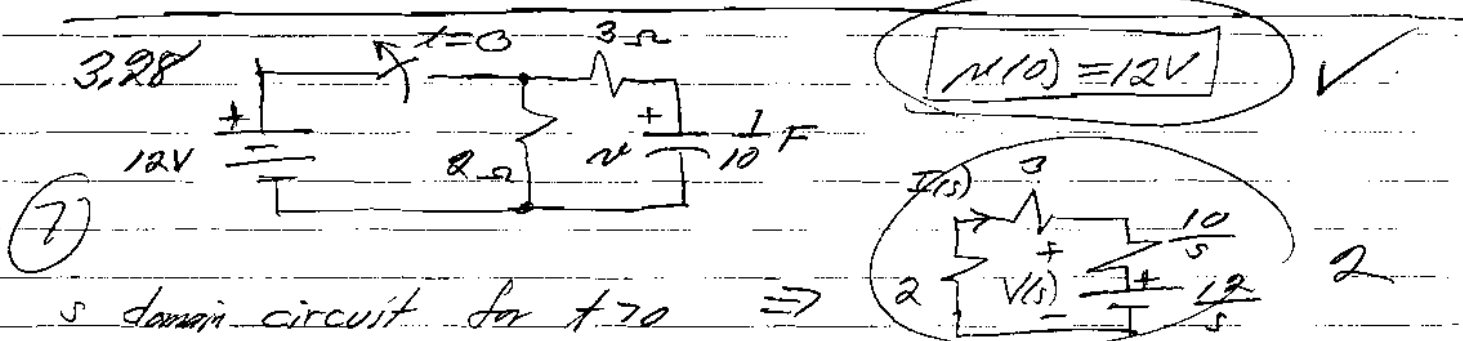 3.28
t=0
3Ω
v(0) = 12V ✓
+
12V
2Ω
+
v
1/10 F
7
I(s)
3
10/s
2
+
V(s)
-
+
12/s
2
s domain circuit for t>0 ⇒